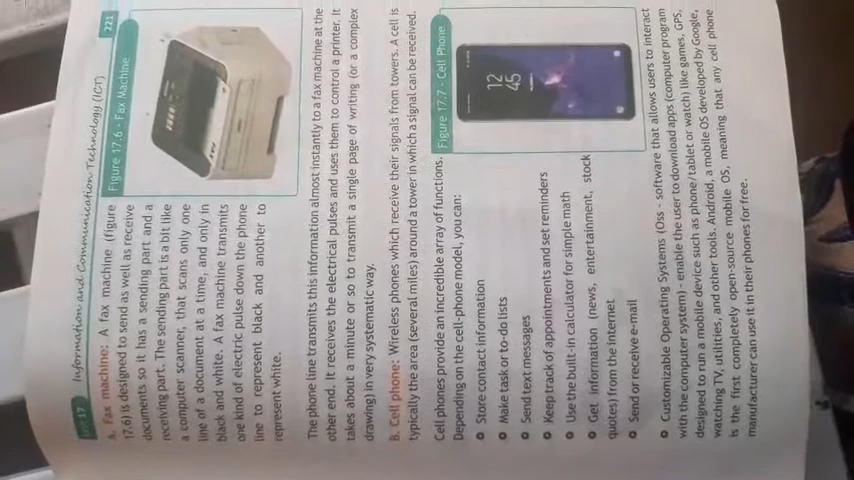 Unit 17
Information and Communication Technology (ICT)
221
A. Fax machine: A fax machine (figure
17.6) is designed to send as well as receive
documents so it has a sending part and a
receiving part. The sending part is a bit like
a computer scanner, that scans only one
line of a document at a time, and only in
black and white. A fax machine transmits
one kind of electric pulse down the phone
line to represent black and another to
represent white.
Figure 17.6 - Fax Machine
The phone line transmits this information almost instantly to a fax machine at the
other end. It receives the electrical pulses and uses them to control a printer. It
takes about a minute or so to transmit a single page of writing (or a complex
drawing) in very systematic way.
B. Cell phone: Wireless phones which receive their signals from towers. A cell is
typically the area (several miles) around a tower in which a signal can be received.
Cell phones provide an incredible array of functions.
Depending on the cell-phone model, you can:
Store contact information
Make task or to-do lists
Send text messages
Keep track of appointments and set reminders
Use the built-in calculator for simple math
Get information (news, entertainment, stock
quotes) from the internet
Send or receive e-mail
Figure 17.7 - Cell Phone
12
45
Customizable Operating Systems (Oss - software that allows users to interact
with the computer system) - enable the user to download apps (computer program
designed to run a mobile device such as phone/tablet or watch) like games, GPS,
watching TV, utilities, and other tools. Android, a mobile OS developed by Google,
is the first completely open-source mobile OS, meaning that any cell phone
manufacturer can use it in their phones for free.